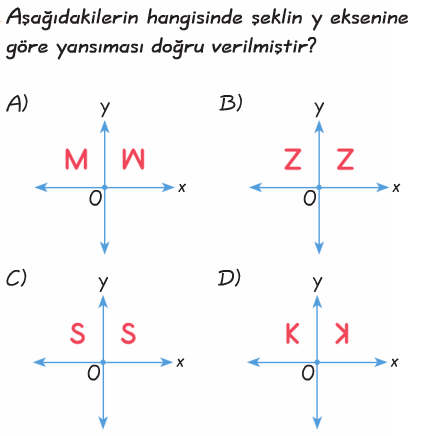 Aşağıdakilerin hangisinde şeklin y eksenine
göre yansıması doğru verilmiştir?
A)
y
M
x
O
B)
y
Z Z
x
O
C)
y
S S
x
O
D)
y
K
x
O